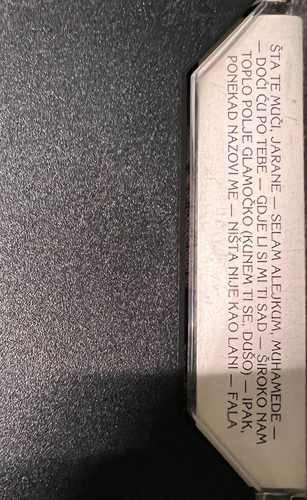 ŠTA TE MUČI, JARANE — SELAM ALEJKUM, MUHAMEDE —
— DOĆI ĆU PO TEBE — GDJE LI SI MI TI SAD — ŠIROKO NAM
TOPLO POLJE GLAMOČKO (KUNEM TI SE, DUŠO) — IPAK,
PONEKAD NAZOVI ME — NIŠTA NIJE KAO LANI — FALA